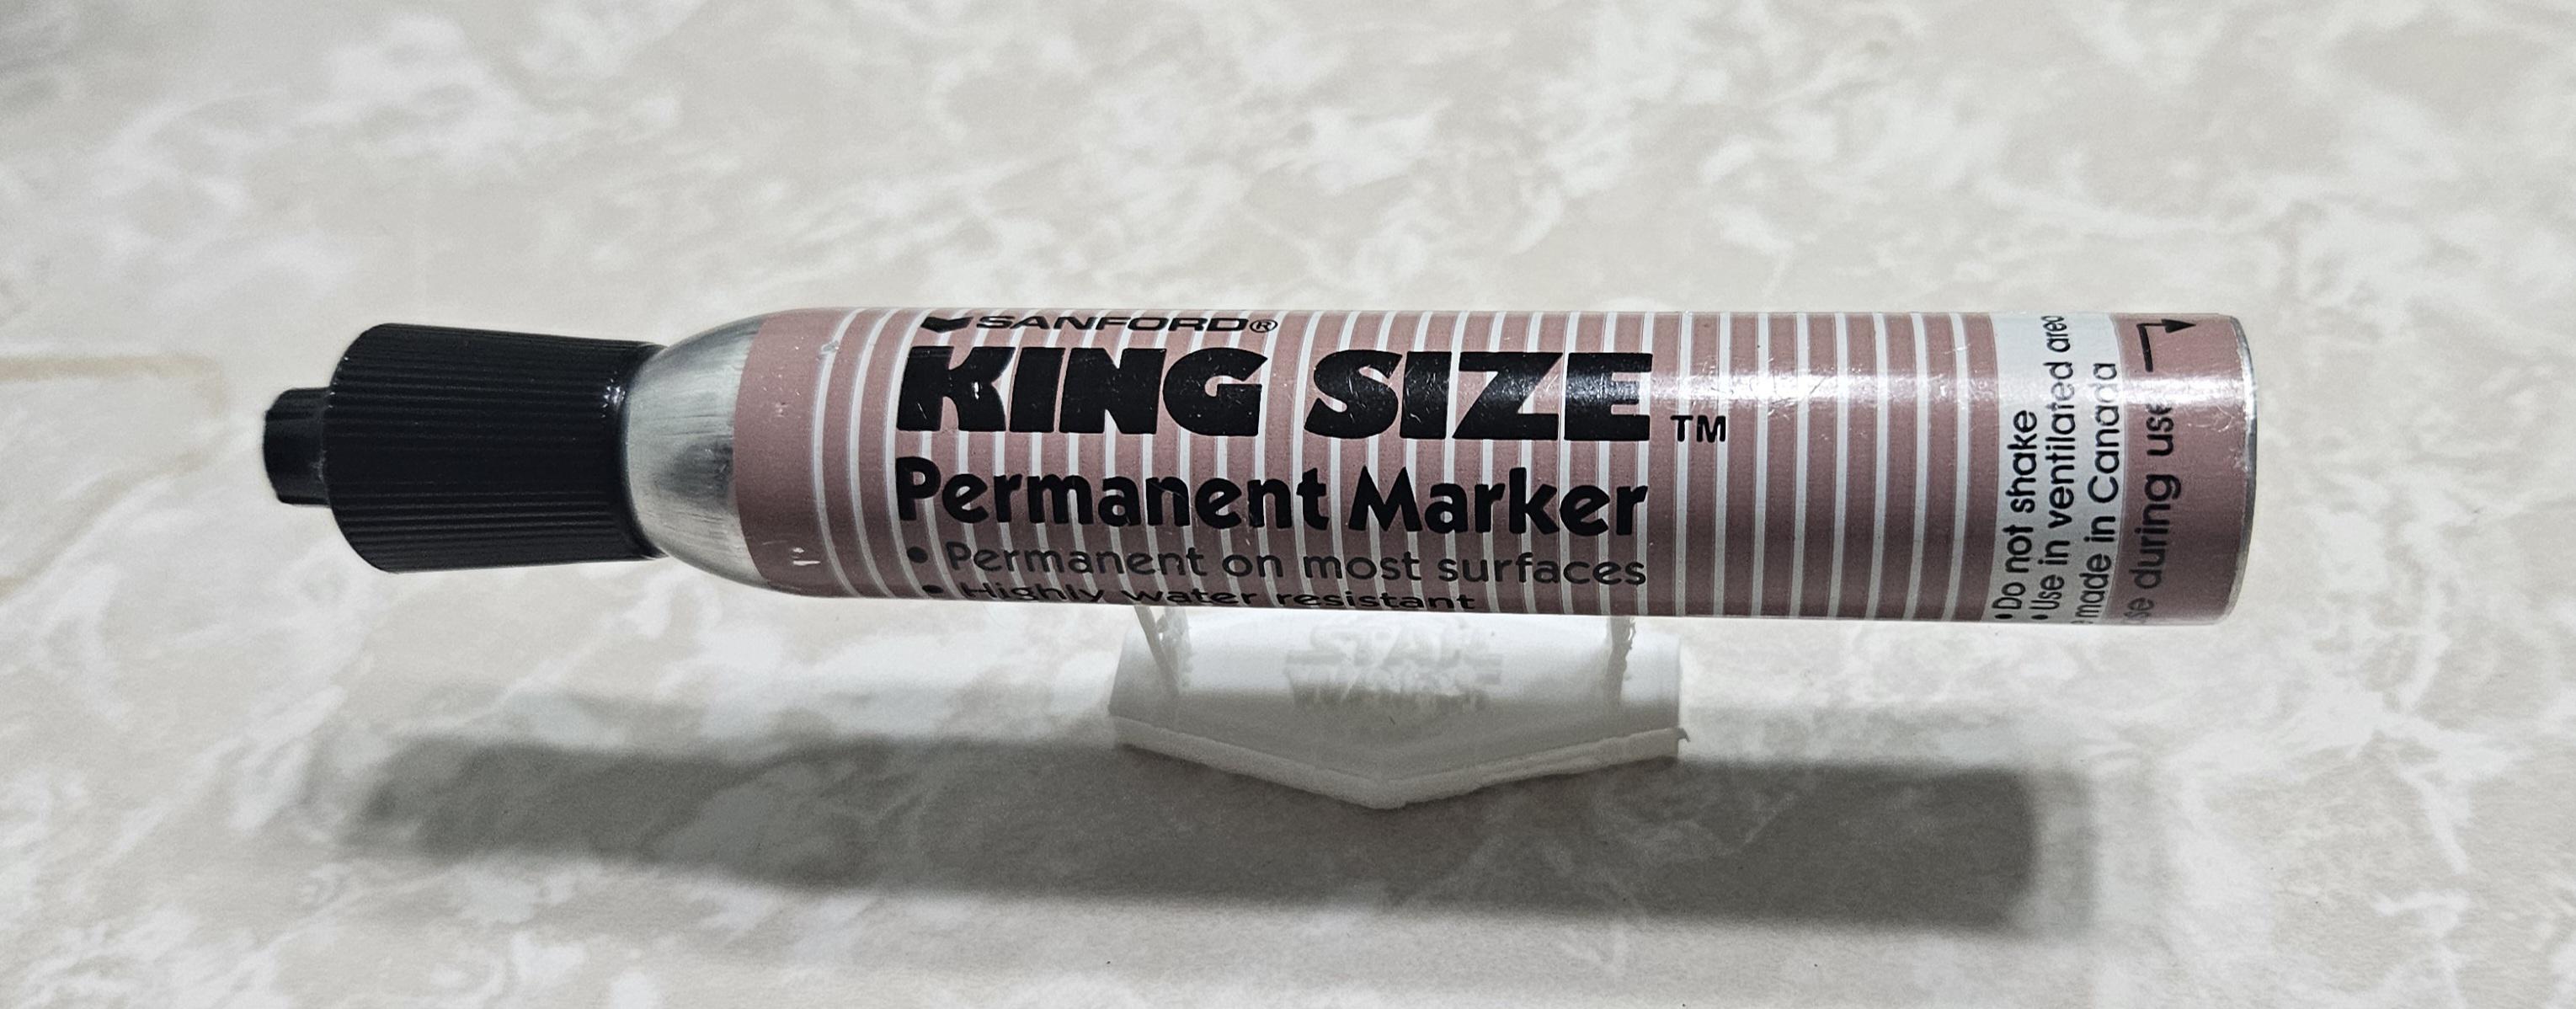 SANFORD®
KING SIZE™
Permanent Marker
• Permanent on most surfaces
• Highly water resistant
• Do not shake
• Use in ventilated area
made in Canada
during use